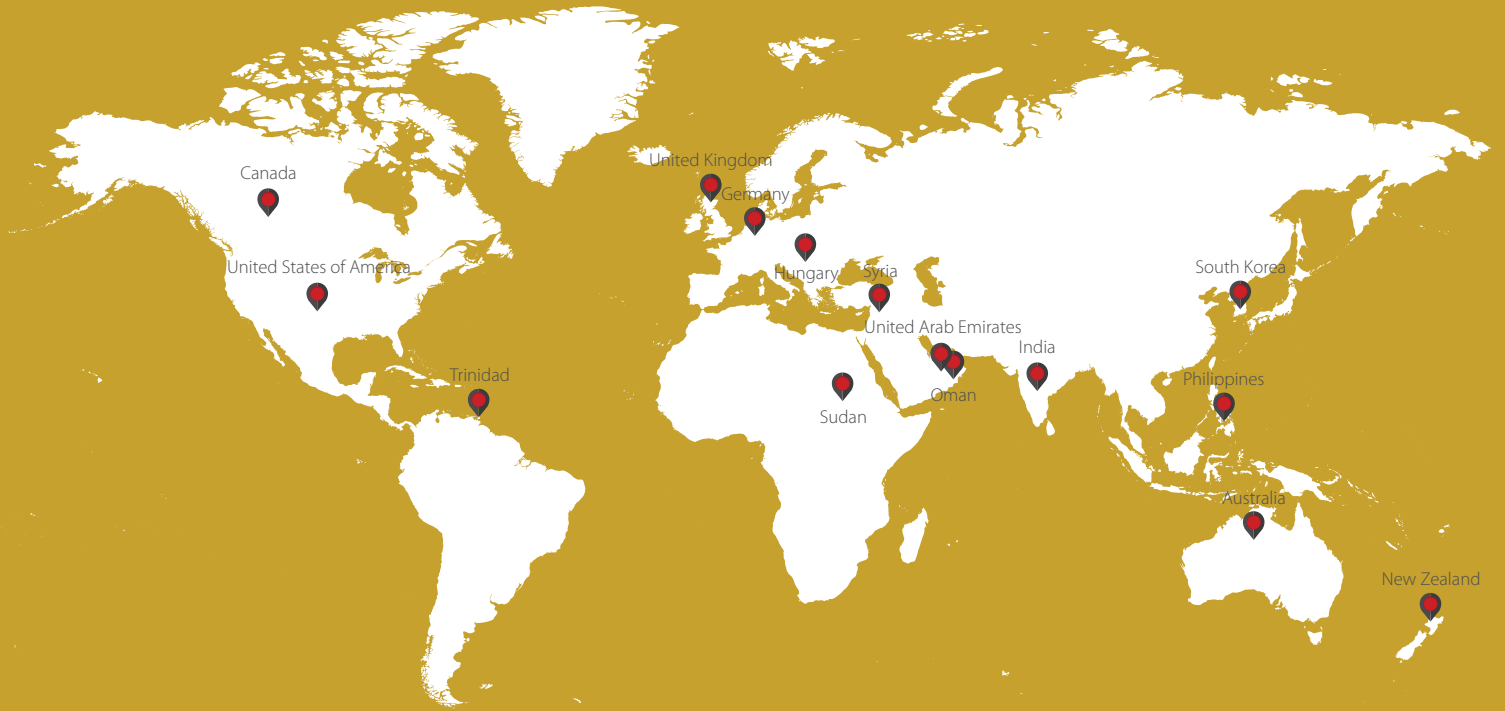 United Kingdom
Canada
Germany
United States of America
Hungary
Syria
South Korea
United Arab Emirates
India
Trinidad
Philippines
Oman
Sudan
Australia
New Zealand